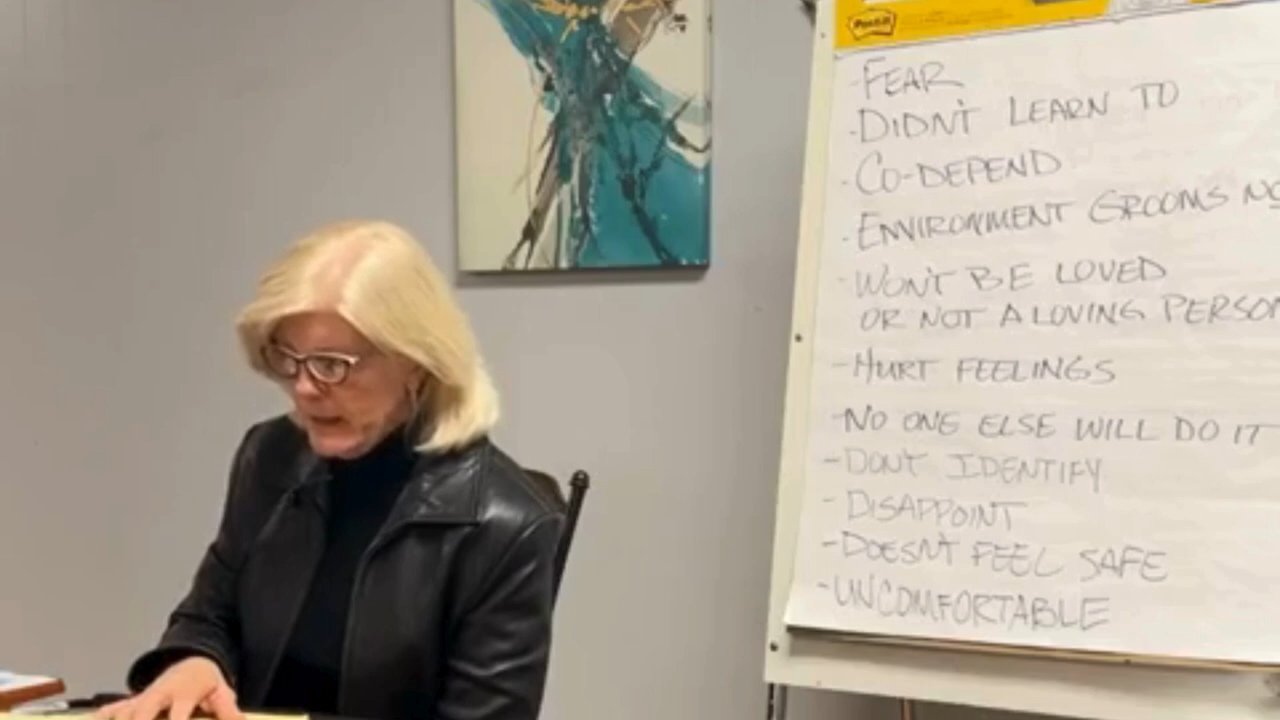 Post-it
-FEAR
-DIDN'T LEARN TO
-CO-DEPEND
-ENVIRONMENT GROOMS
-WON'T BE LOVED
OR NOT A LOVING PERSON
-HURT FEELINGS
-NO ONE ELSE WILL DO IT
-DON'T IDENTIFY
-DISAPPOINT
-DOESN'T FEEL SAFE
-UNCOMFORTABLE